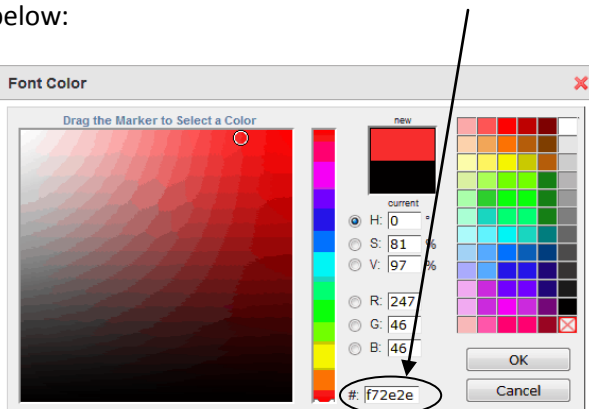 below:
Font Color
Drag the Marker to Select a Color
new
current
H: 0 °
S: 81 %
V: 97 %
R: 247
G: 46
B: 46
#: f72e2e
OK
Cancel